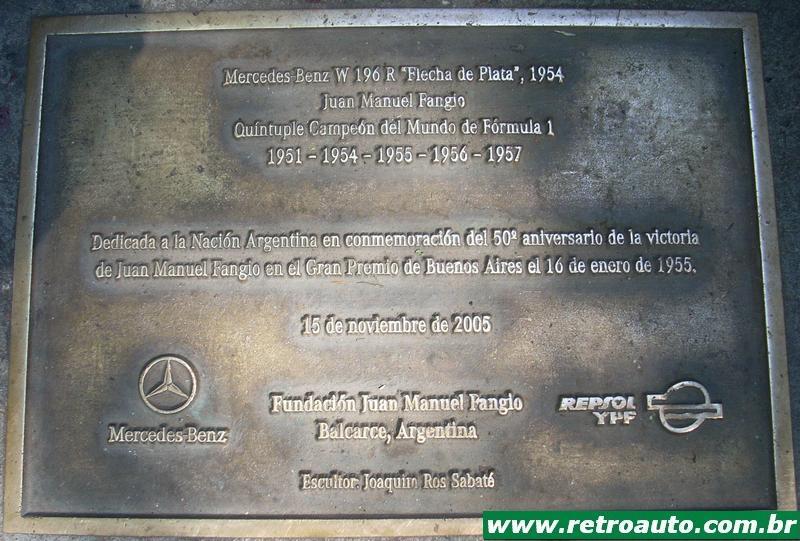 Mercedes-Benz W 196 R "Flecha de Plata", 1954
Juan Manuel Fangio
Quíntuple Campeón del Mundo de Fórmula 1
1951 - 1954 - 1955 - 1956 - 1957
Dedicada a la Nación Argentina en conmemoración del 50º aniversario de la victoria
de Juan Manuel Fangio en el Gran Premio de Buenos Aires el 16 de enero de 1955.
15 de noviembre de 2005
Mercedes-Benz
Fundación Juan Manuel Fangio
Balcarce, Argentina
Escultor: Joaquim Ros Sabaté
REPSOL
YPF
www.retroauto.com.br